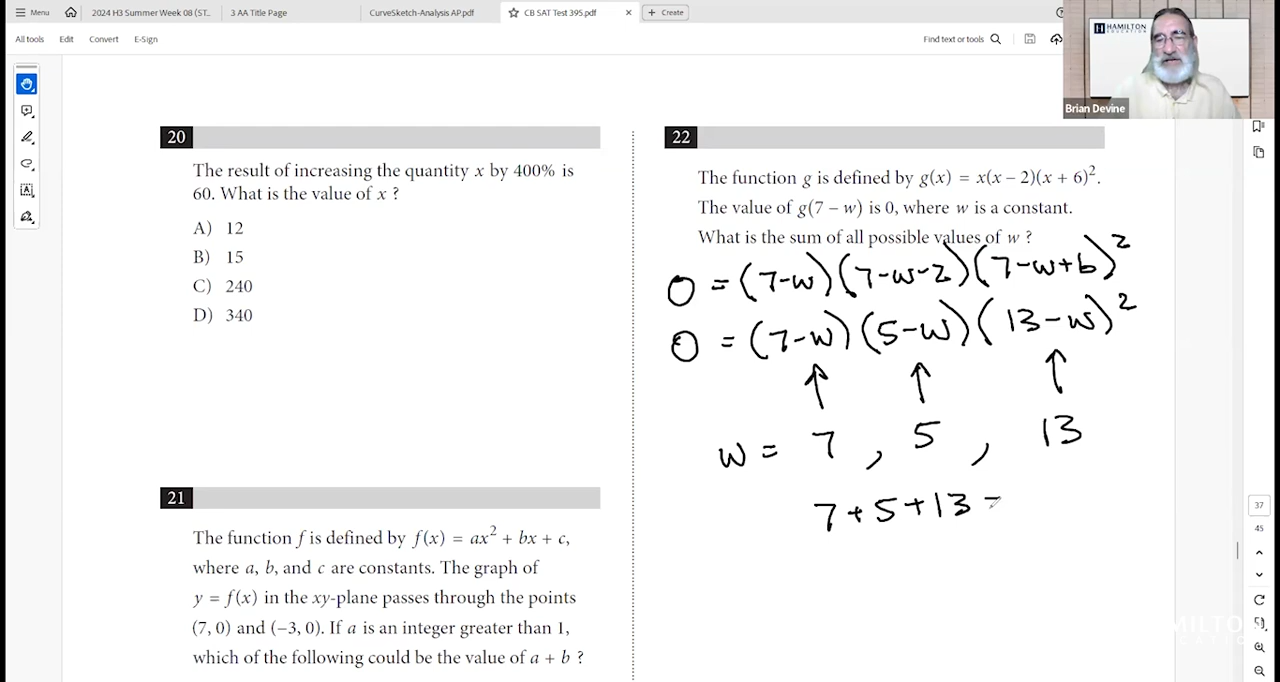 Menu
2024 H3 Summer Week 08 (ST...
3 AA Title Page
CurveSketch-Analysis AP.pdf
CB SAT Test 395.pdf
Create
All tools Edit Convert E-Sign
Find text or tools
HAMILTON
EDUCATION
Brian Devine
20
The result of increasing the quantity x by 400% is
60. What is the value of x ?
A) 12
B) 15
C) 240
D) 340
21
The function f is defined by f(x) = ax² + bx + c,
where a, b, and c are constants. The graph of
y = f(x) in the xy-plane passes through the points
(7, 0) and (−3, 0). If a is an integer greater than 1,
which of the following could be the value of a + b ?
22
The function g is defined by g(x) = x(x − 2)(x + 6)².
The value of g(7 − w) is 0, where w is a constant.
What is the sum of all possible values of w ?
0 = (7-w)(7-w-2)(7-w+6)²
0 = (7-w)(5-w)(13-w)²
w = 7, 5, 13
7+5+13 =
37
45